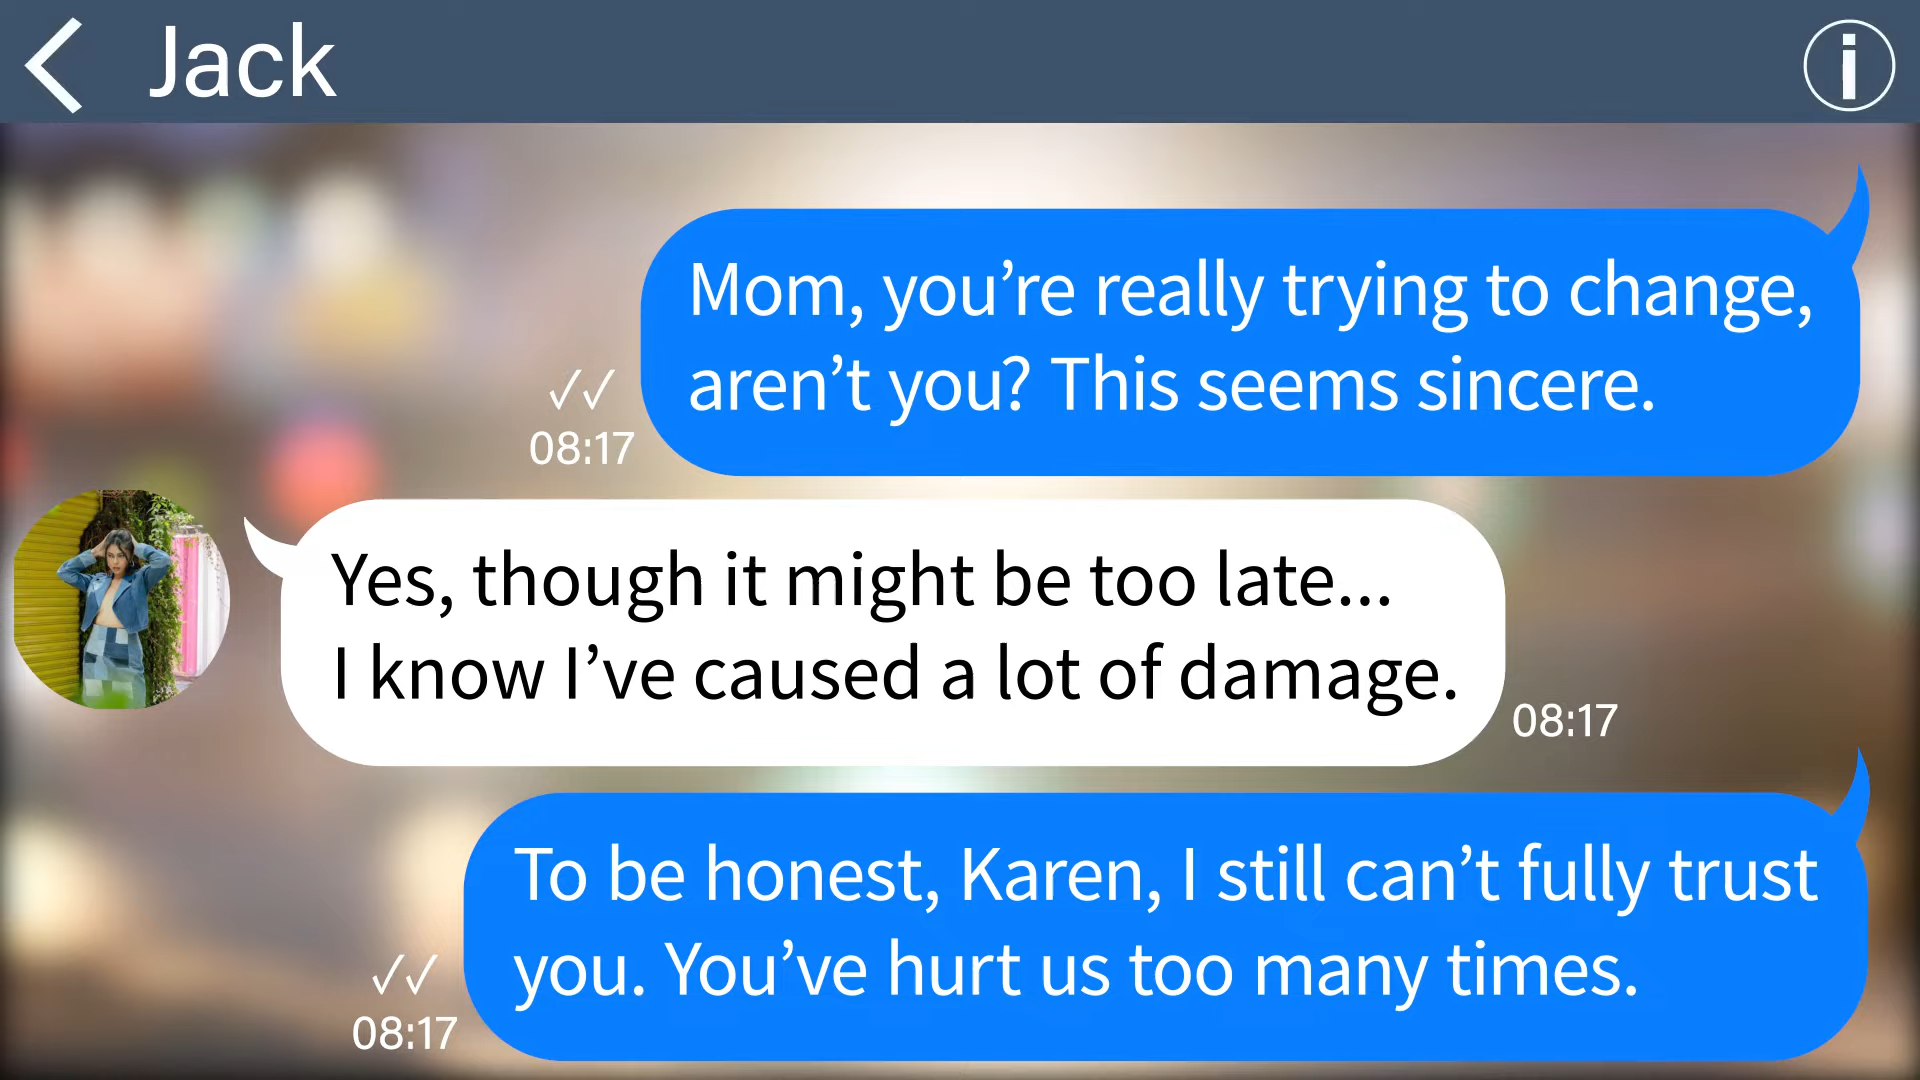 Jack
Mom, you’re really trying to change,
aren’t you? This seems sincere.
08:17
Yes, though it might be too late...
I know I’ve caused a lot of damage.
08:17
To be honest, Karen, I still can’t fully trust
you. You’ve hurt us too many times.
08:17